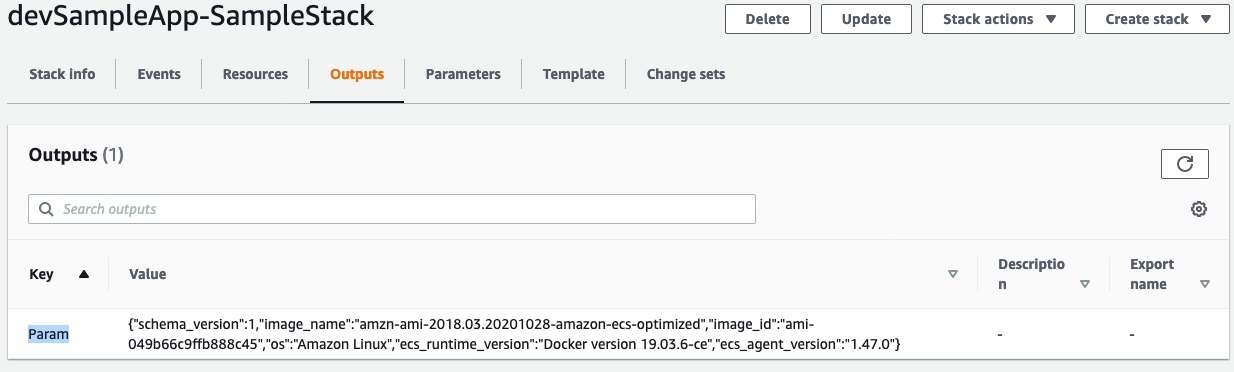 devSampleApp-SampleStack
Delete
Update
Stack actions
Create stack
Stack info
Events
Resources
Outputs
Parameters
Template
Change sets
Outputs (1)
Search outputs
Key
Value
Descriptio
n
Export
name
Param
{"schema_version":1,"image_name":"amzn-ami-2018.03.20201028-amazon-ecs-optimized","image_id":"ami-
049b66c9ffb888c45","os":"Amazon Linux","ecs_runtime_version":"Docker version 19.03.6-ce","ecs_agent_version":"1.47.0"}
-
-